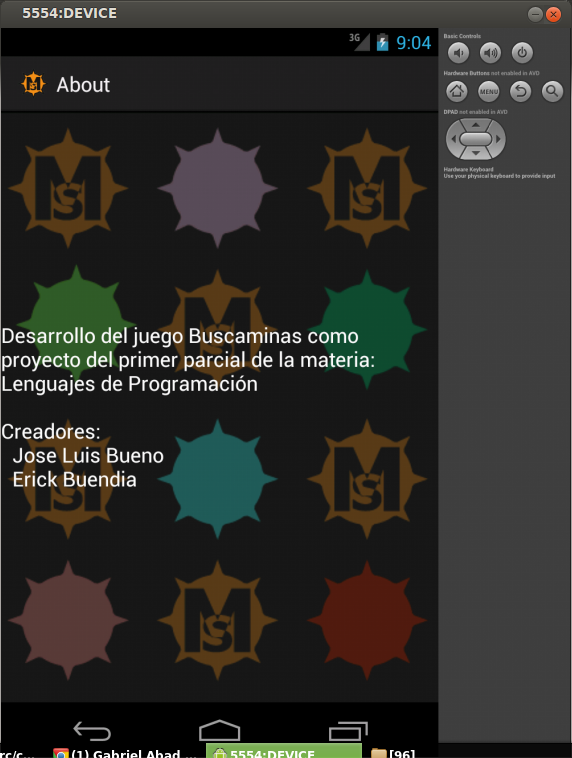 5554:DEVICE
3G
9:04
About
Desarrollo del juego Buscaminas como
proyecto del primer parcial de la materia:
Lenguajes de Programación
Creadores:
Jose Luis Bueno
Erick Buendia
Basic Controls
Hardware Buttons not enabled in AVD
MENU
DPAD not enabled in AVD
Hardware Keyboard
Use your physical keyboard to provide input
rc/c...
(1) Gabriel Abad ...
5554:DEVICE
[96]